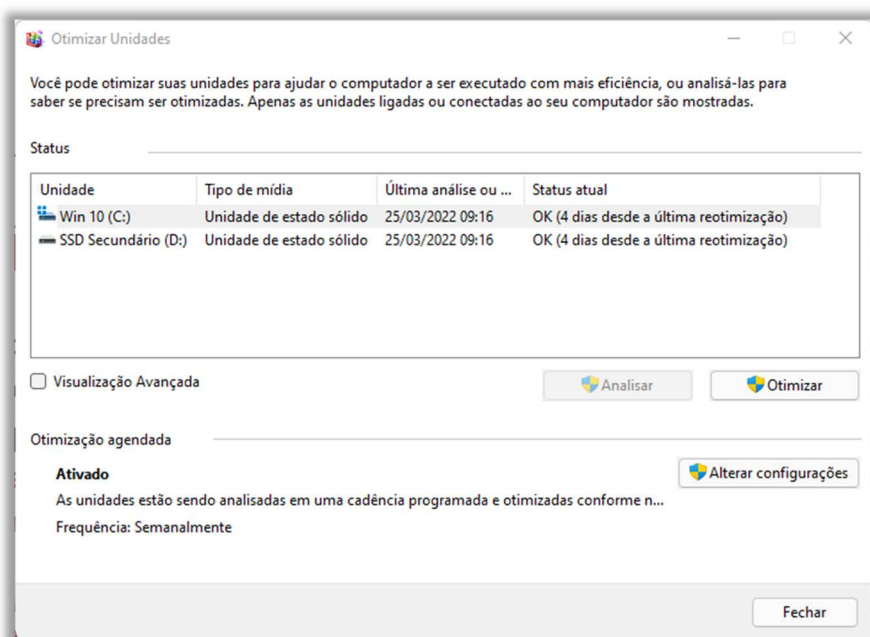 Otimizar Unidades
Você pode otimizar suas unidades para ajudar o computador a ser executado com mais eficiência, ou analisá-las para
saber se precisam ser otimizadas. Apenas as unidades ligadas ou conectadas ao seu computador são mostradas.
Status
Unidade Tipo de mídia Última análise ou ... Status atual
Win 10 (C:) Unidade de estado sólido 25/03/2022 09:16 OK (4 dias desde a última reotimização)
SSD Secundário (D:) Unidade de estado sólido 25/03/2022 09:16 OK (4 dias desde a última reotimização)
Visualização Avançada Analisar Otimizar
Otimização agendada
Ativado Alterar configurações
As unidades estão sendo analisadas em uma cadência programada e otimizadas conforme n...
Frequência: Semanalmente
Fechar